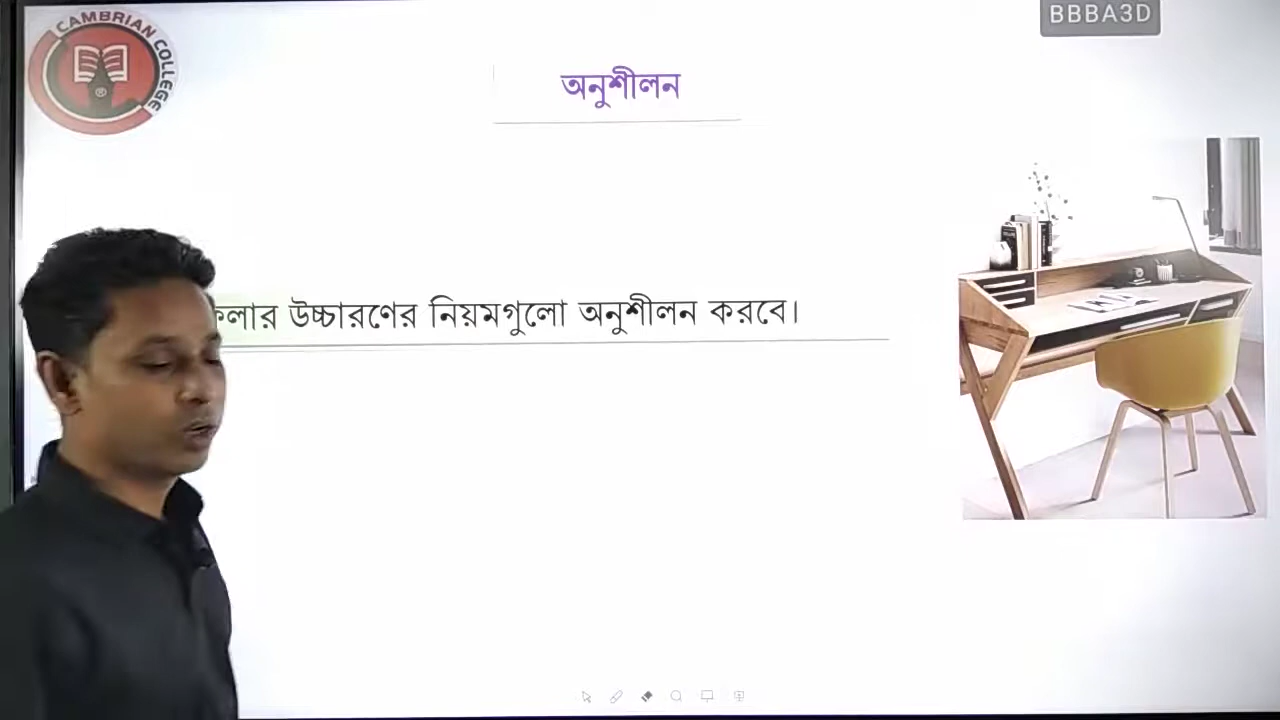 BBBA3D
CAMBRIAN COLLEGE
®
অনুশীলন
উচ্চারণের নিয়মগুলো অনুশীলন করবে।